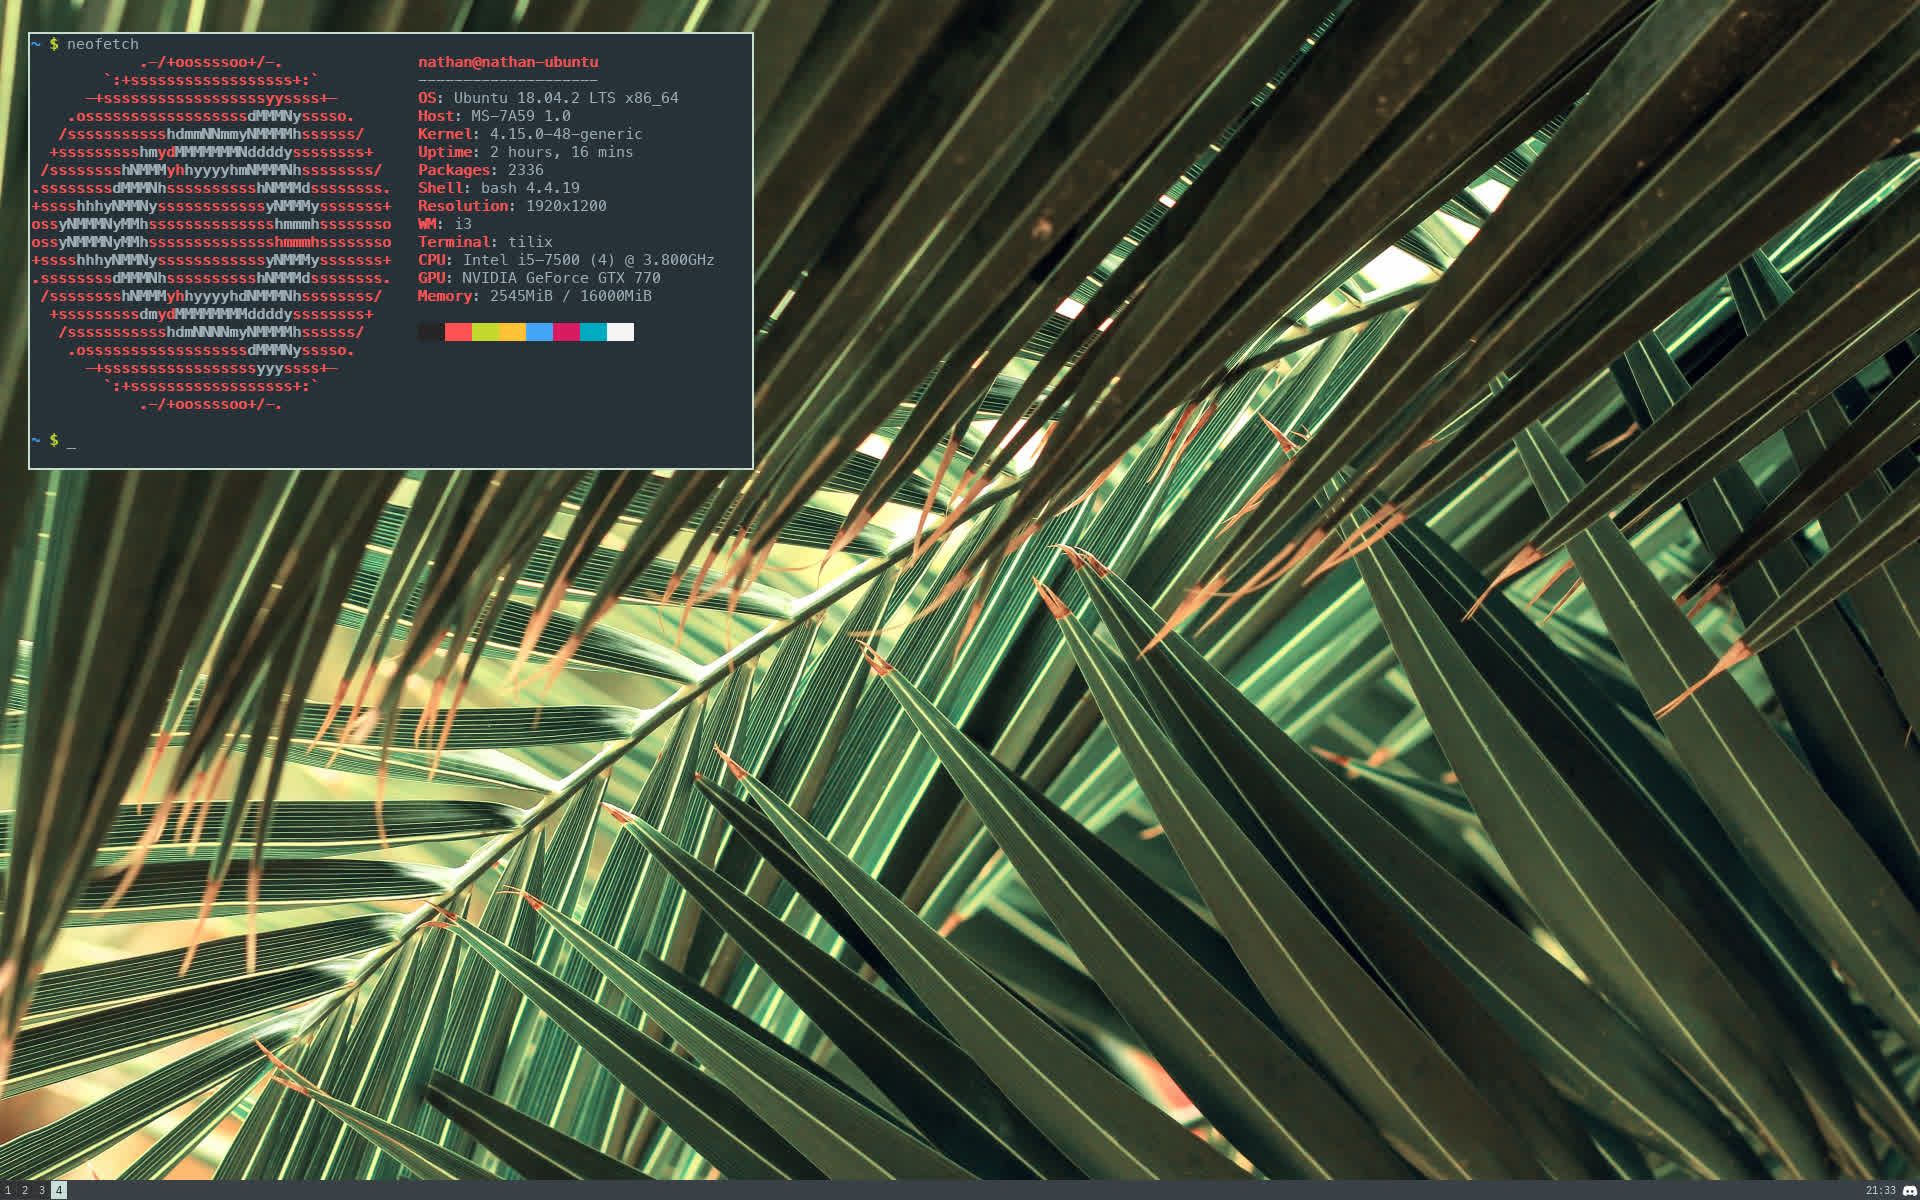 ~ $ neofetch
.-/+oossssoo+/-.
`:+ssssssssssssssssss+:`
-+ssssssssssssssssssyyssss+-
.ossssssssssssssssssdMMMNysssso.
/ssssssssssshdmmNNmmyNMMMMhssssss/
+ssssssssshmydMMMMMMMNddddyssssssss+
/sssssssshNMMMyhhyyyyhmNMMMNhssssssss/
.ssssssssdMMMNhsssssssssshNMMMdssssssss.
+sssshhhyNMMNyssssssssssssyNMMMysssssss+
ossyNMMMNyMMhsssssssssssssshmmmhssssssso
ossyNMMMNyMMhsssssssssssssshmmmhssssssso
+sssshhhyNMMNyssssssssssssyNMMMysssssss+
.ssssssssdMMMNhsssssssssshNMMMdssssssss.
/sssssssshNMMMyhhyyyyhdNMMMNhssssssss/
+sssssssssdmydMMMMMMMMddddyssssssss+
/ssssssssssshdmNNNNmyNMMMMhssssss/
.ossssssssssssssssssdMMMNysssso.
-+sssssssssssssssssyyyssss+-
`:+ssssssssssssssssss+:`
.-/+oossssoo+/-.
nathan@nathan-ubuntu
--------------------
OS: Ubuntu 18.04.2 LTS x86_64
Host: MS-7A59 1.0
Kernel: 4.15.0-48-generic
Uptime: 2 hours, 16 mins
Packages: 2336
Shell: bash 4.4.19
Resolution: 1920x1200
WM: i3
Terminal: tilix
CPU: Intel i5-7500 (4) @ 3.800GHz
GPU: NVIDIA GeForce GTX 770
Memory: 2545MiB / 16000MiB
~ $ _
1 2 3 4
21:33